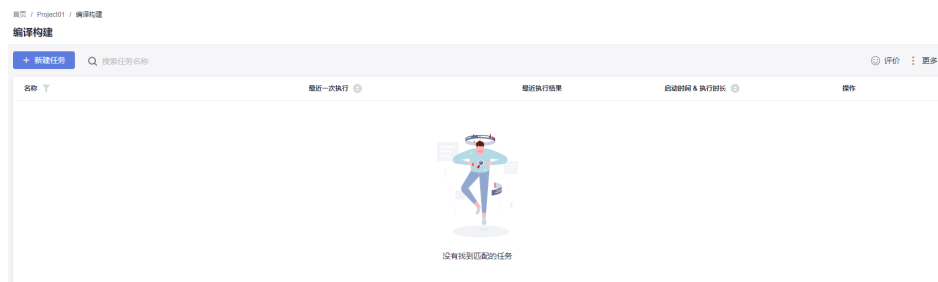 首页 / Project01 / 编译构建
编译构建
+ 新建任务 搜索任务名称 评价 更多
名称 最近一次执行 最近执行结果 启动时间 & 执行时长 操作
没有找到匹配的任务